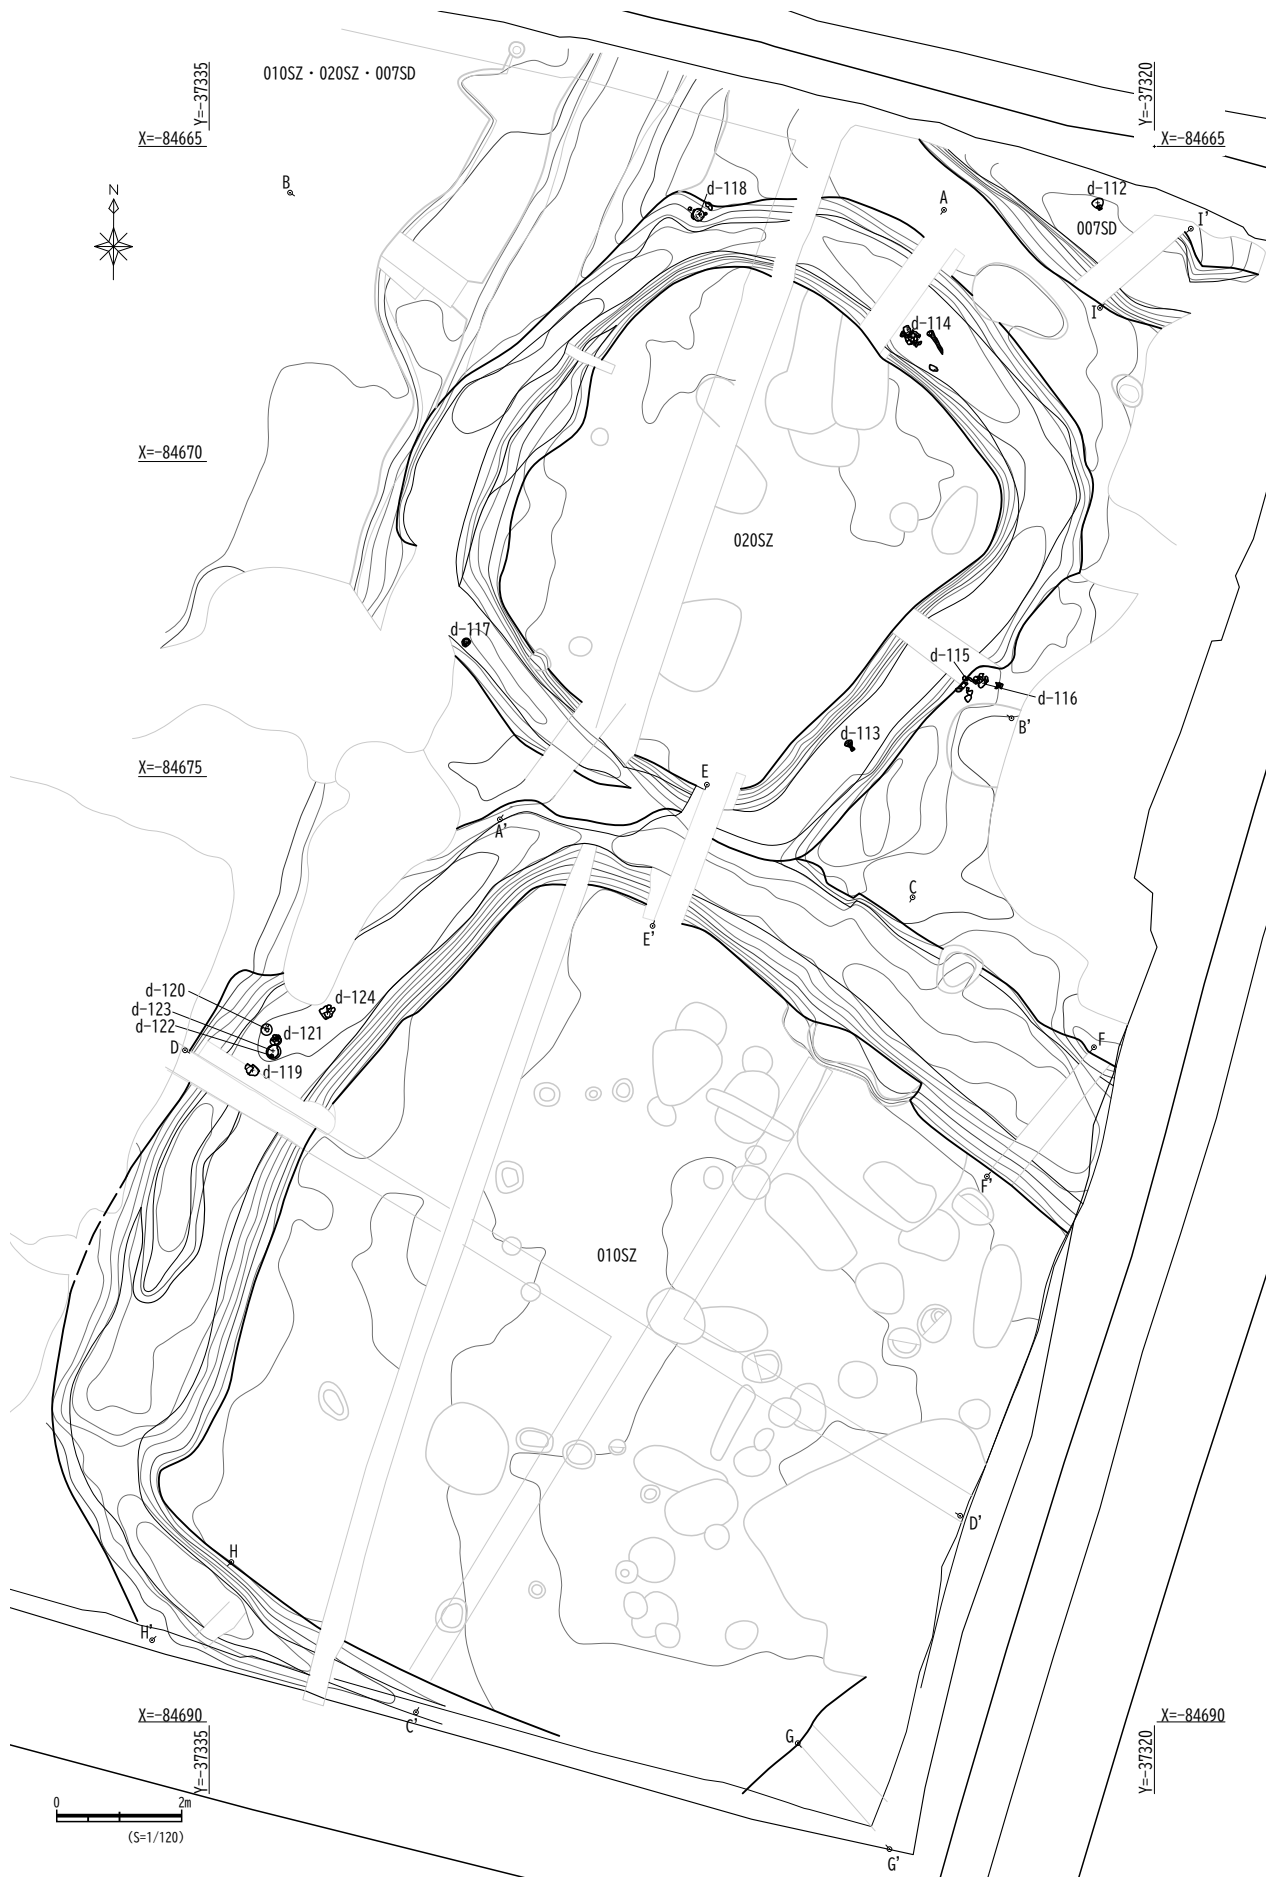 Y=-37335
010SZ・020SZ・007SD
Y=-37320
X=-84665
X=-84665
N
B
d-118
A
d-112
007SD
I'
I
d-114
X=-84670
020SZ
d-117
d-115
d-116
B'
d-113
X=-84675
E
A'
C
E'
d-120
d-124
d-123
d-122
d-121
D
F
d-119
F'
010SZ
D'
H
H'
X=-84690
X=-84690
C'
G
Y=-37335
Y=-37320
0
2m
(S=1/120)
G'